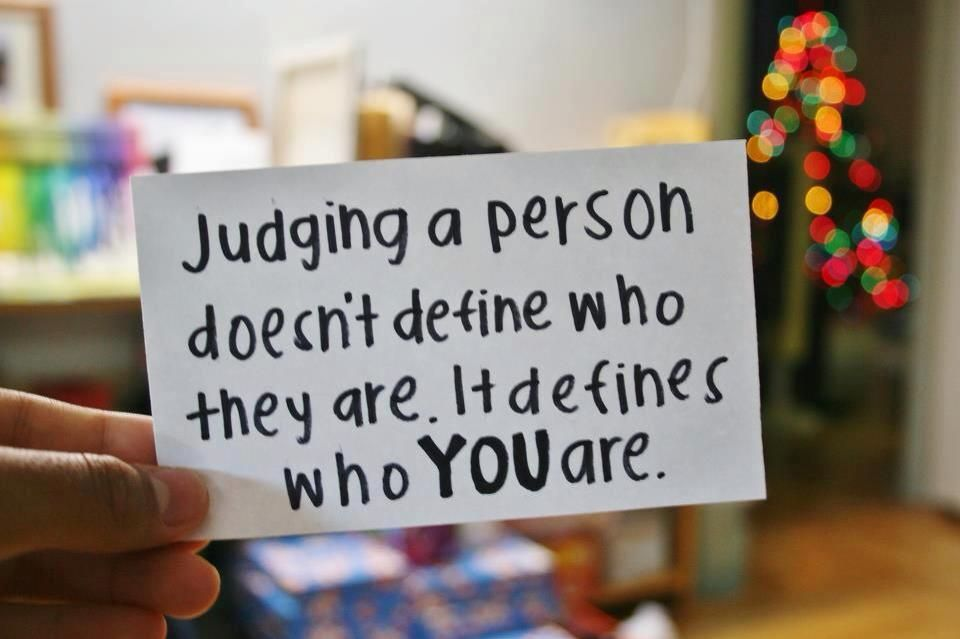 Judging a person
doesn't define who
they are. It defines
who YOU are.